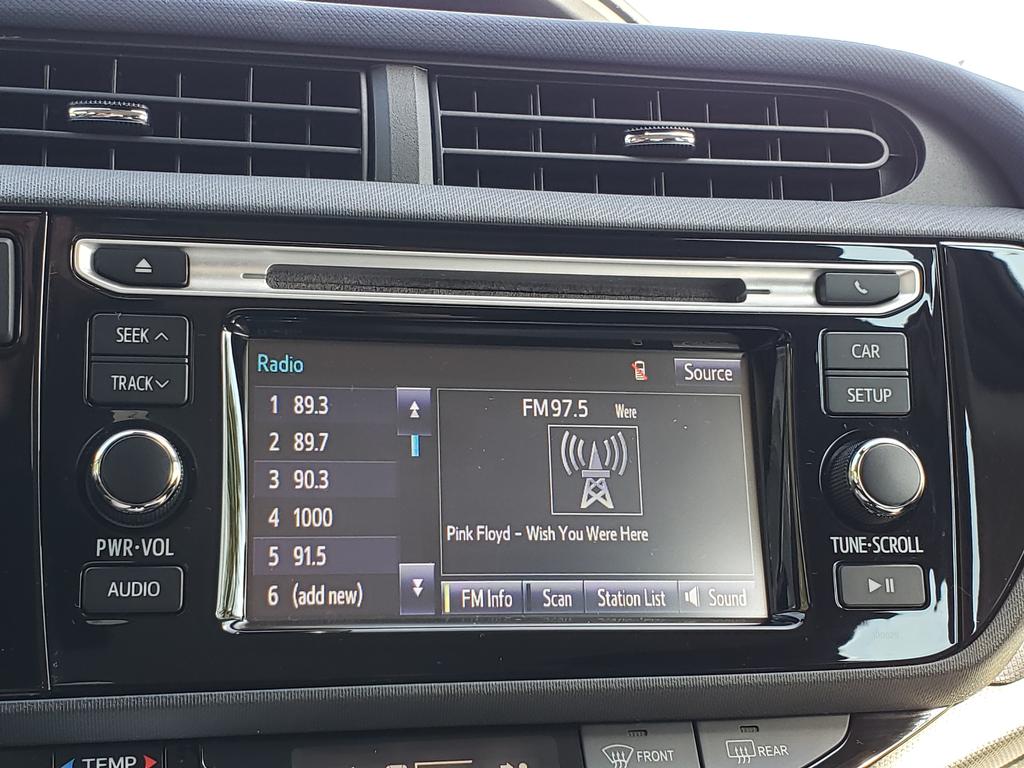 SEEK
TRACK
PWR·VOL
AUDIO
Radio
Source
1 89.3
2 89.7
3 90.3
4 1000
5 91.5
6 (add new)
FM 97.5 Were
Pink Floyd - Wish You Were Here
FM Info Scan Station List Sound
CAR
SETUP
TUNE·SCROLL
TEMP
FRONT
REAR